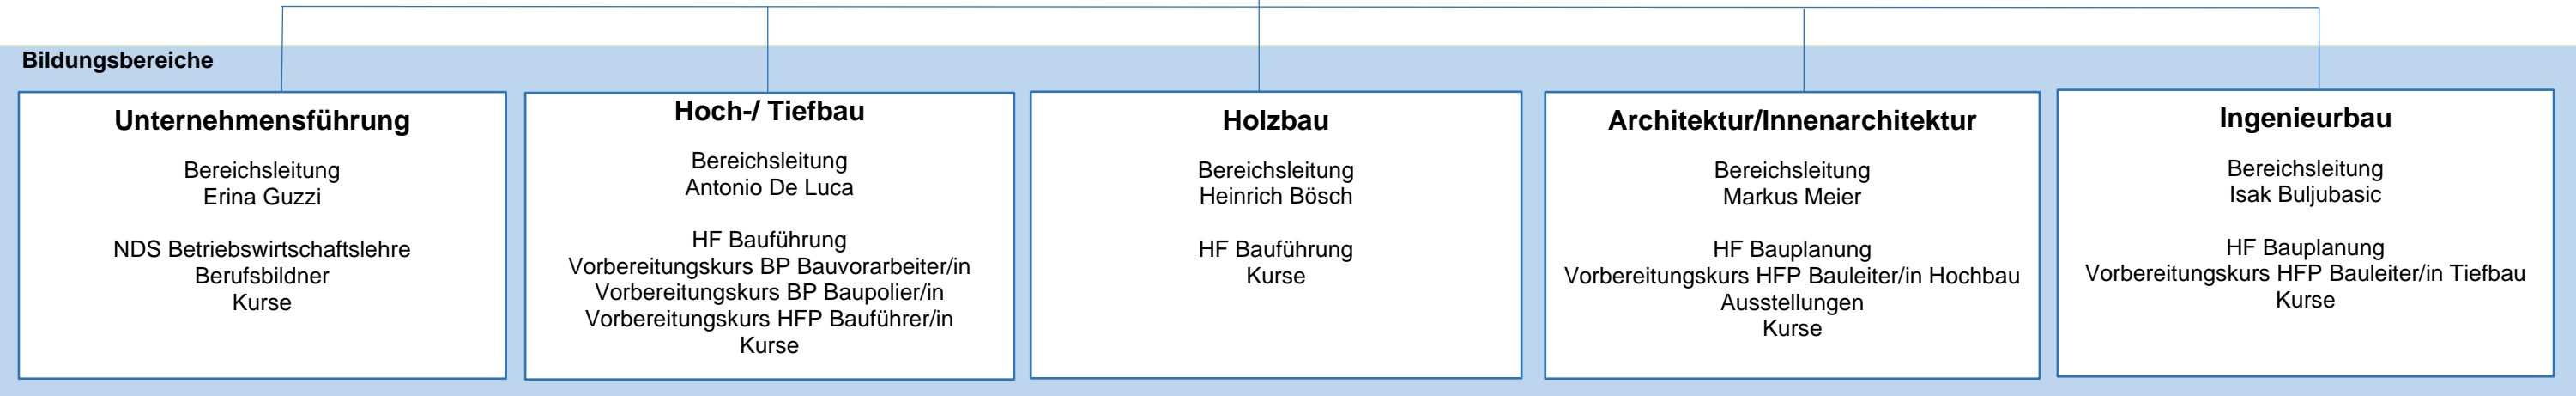 Bildungsbereiche
Unternehmensführung
Bereichsleitung
Erina Guzzi
NDS Betriebswirtschaftslehre
Berufsbildner
Kurse
Hoch-/ Tiefbau
Bereichsleitung
Antonio De Luca
HF Bauführung
Vorbereitungskurs BP Bauvorarbeiter/in
Vorbereitungskurs BP Baupolier/in
Vorbereitungskurs HFP Bauführer/in
Kurse
Holzbau
Bereichsleitung
Heinrich Bösch
HF Bauführung
Kurse
Architektur/Innenarchitektur
Bereichsleitung
Markus Meier
HF Bauplanung
Vorbereitungskurs HFP Bauleiter/in Hochbau
Ausstellungen
Kurse
Ingenieurbau
Bereichsleitung
Isak Buljubasic
HF Bauplanung
Vorbereitungskurs HFP Bauleiter/in Tiefbau
Kurse